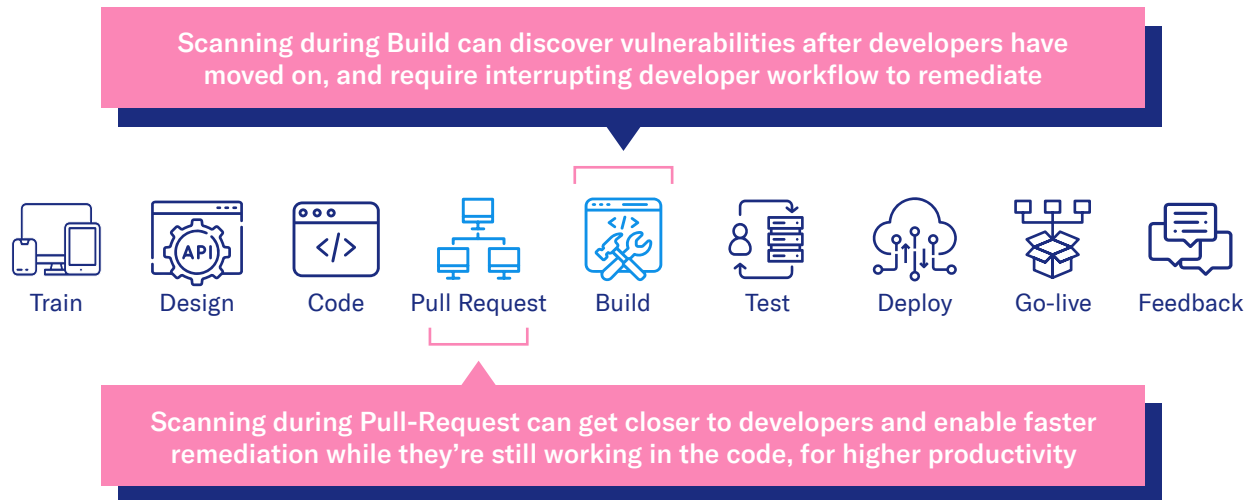 Scanning during Build can discover vulnerabilities after developers have
moved on, and require interrupting developer workflow to remediate
API
</>
</>
Train
Design
Code
Pull Request
Build
Test
Deploy
Go-live
Feedback
Scanning during Pull-Request can get closer to developers and enable faster
remediation while they’re still working in the code, for higher productivity